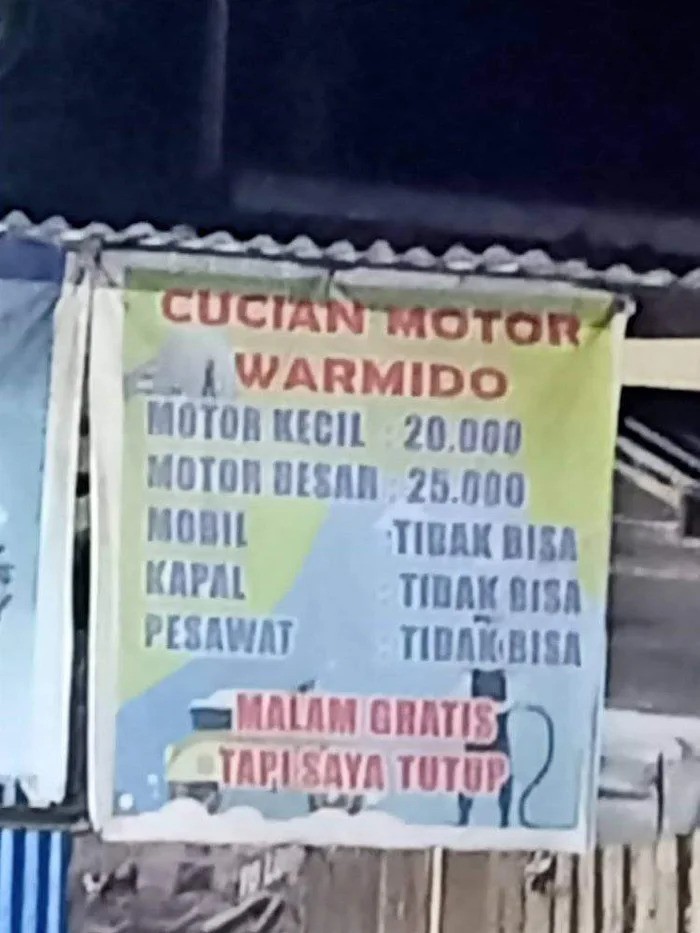 CUCIAN MOTOR
WARMIDO
MOTOR KECIL : 20.000
MOTOR BESAR : 25.000
MOBIL : TIDAK BISA
KAPAL : TIDAK BISA
PESAWAT : TIDAK BISA
MALAM GRATIS
TAPI SAYA TUTUP